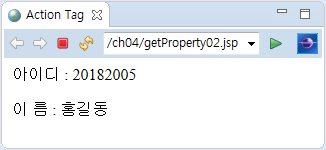 Action Tag
/ch04/getProperty02.jsp
아이디 : 20182005
이 름 : 홍길동